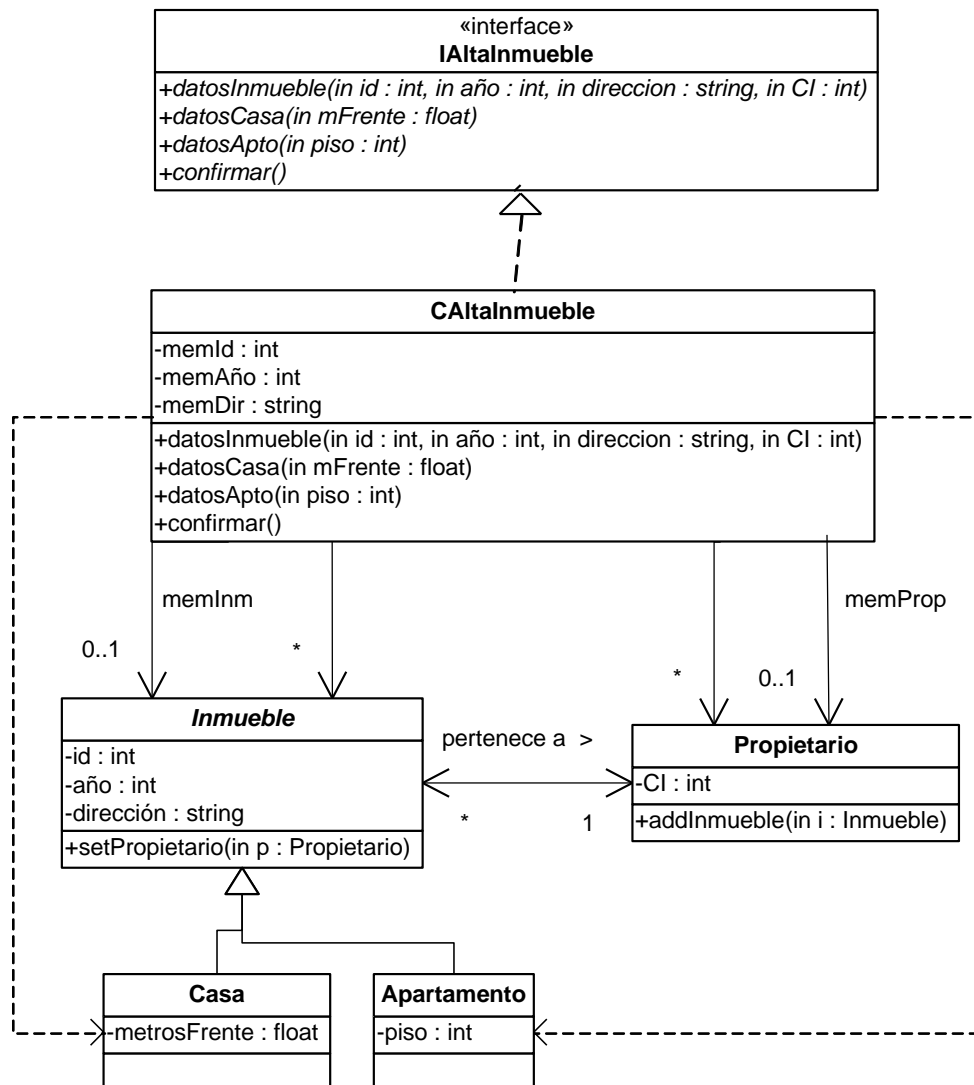 «interface»
IAltaInmueble
+datosInmueble(in id : int, in año : int, in direccion : string, in CI : int)
+datosCasa(in mFrente : float)
+datosApto(in piso : int)
+confirmar()
CAltaInmueble
-memId : int
-memAño : int
-memDir : string
+datosInmueble(in id : int, in año : int, in direccion : string, in CI : int)
+datosCasa(in mFrente : float)
+datosApto(in piso : int)
+confirmar()
memInm
memProp
0..1
*
*
0..1
Inmueble
-id : int
-año : int
-dirección : string
+setPropietario(in p : Propietario)
pertenece a >
*
1
Propietario
-CI : int
+addInmueble(in i : Inmueble)
Casa
-metrosFrente : float
Apartamento
-piso : int